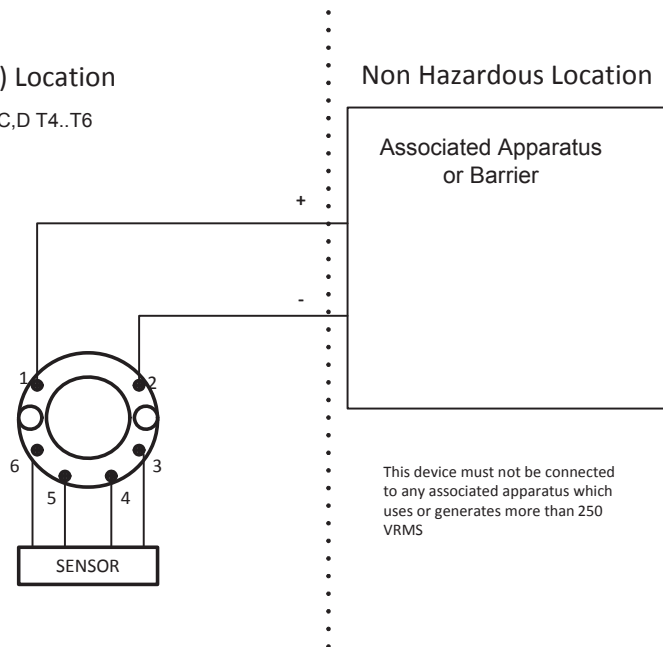 ) Location
C,D T4..T6
Non Hazardous Location
Associated Apparatus
or Barrier
+
-
1
2
6
3
5
4
SENSOR
This device must not be connected
to any associated apparatus which
uses or generates more than 250
VRMS